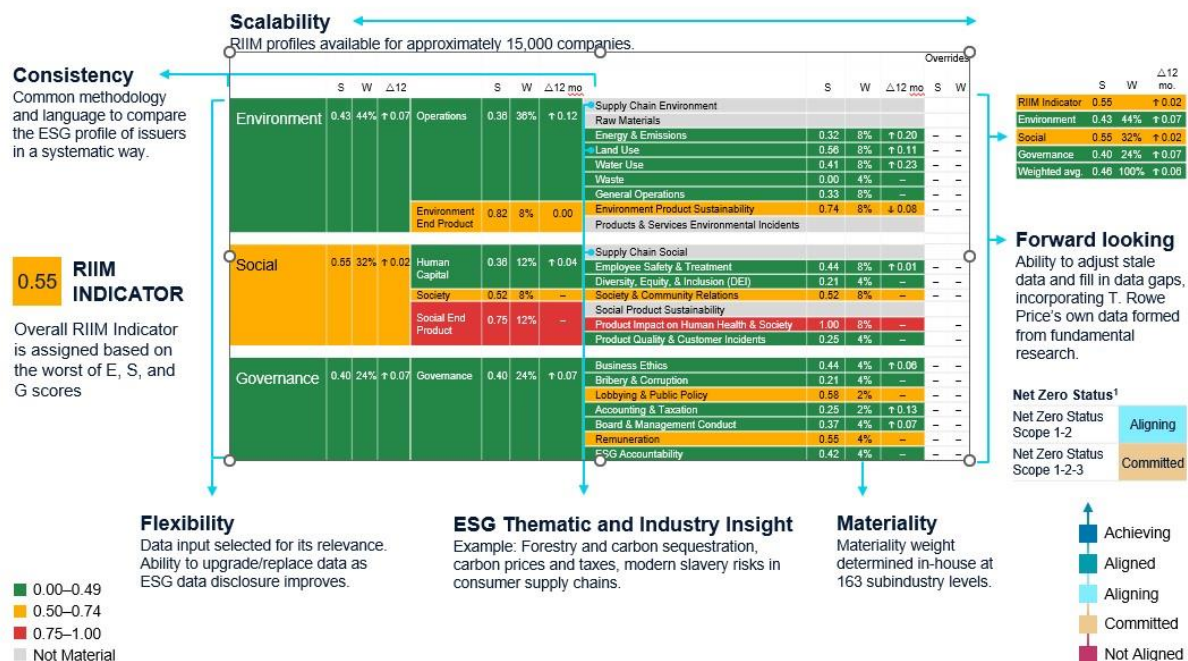 Scalability
RIIM profiles available for approximately 15,000 companies.
Consistency
Common methodology
and language to compare
the ESG profile of issuers
in a systematic way.
Overrides
S W △12 S W △12 mo S W △12 mo S W
Environment 0.43 44% ↑0.07 Operations 0.36 36% ↑0.12
Supply Chain Environment
Raw Materials
Energy & Emissions 0.32 8% ↑0.20 – –
Land Use 0.56 8% ↑0.11 – –
Water Use 0.41 8% ↑0.23 – –
Waste 0.00 4% – – –
General Operations 0.33 8% – – –
Environment
End Product 0.82 8% 0.00
Environment Product Sustainability 0.74 8% ↓0.08 – –
Products & Services Environmental Incidents
Social 0.55 32% ↑0.02 Human
Capital 0.36 12% ↑0.04
Supply Chain Social
Employee Safety & Treatment 0.44 8% ↑0.01 – –
Diversity, Equity, & Inclusion (DEI) 0.21 4% – – –
Society 0.52 8% – Society & Community Relations 0.52 8% – – –
Social End
Product 0.75 12% –
Social Product Sustainability
Product Impact on Human Health & Society 1.00 8% – – –
Product Quality & Customer Incidents 0.25 4% – – –
Governance 0.40 24% ↑0.07 Governance 0.40 24% ↑0.07
Business Ethics 0.44 4% ↑0.06 – –
Bribery & Corruption 0.21 4% – – –
Lobbying & Public Policy 0.58 2% – – –
Accounting & Taxation 0.25 2% ↑0.13 – –
Board & Management Conduct 0.37 4% ↑0.07 – –
Remuneration 0.55 4% – – –
ESG Accountability 0.42 4% – – –
0.55 RIIM
INDICATOR
Overall RIIM Indicator
is assigned based on
the worst of E, S, and
G scores
S W △12
mo.
RIIM Indicator 0.55 ↑0.02
Environment 0.43 44% ↑0.07
Social 0.55 32% ↑0.02
Governance 0.40 24% ↑0.07
Weighted avg. 0.46 100% ↑0.06
Forward looking
Ability to adjust stale
data and fill in data gaps,
incorporating T. Rowe
Price's own data formed
from fundamental
research.
Net Zero Status¹
Net Zero Status
Scope 1-2 Aligning
Net Zero Status
Scope 1-2-3 Committed
Flexibility
Data input selected for its relevance.
Ability to upgrade/replace data as
ESG data disclosure improves.
ESG Thematic and Industry Insight
Example: Forestry and carbon sequestration,
carbon prices and taxes, modern slavery risks in
consumer supply chains.
Materiality
Materiality weight
determined in-house at
163 subindustry levels.
0.00–0.49
0.50–0.74
0.75–1.00
Not Material
Achieving
Aligned
Aligning
Committed
Not Aligned